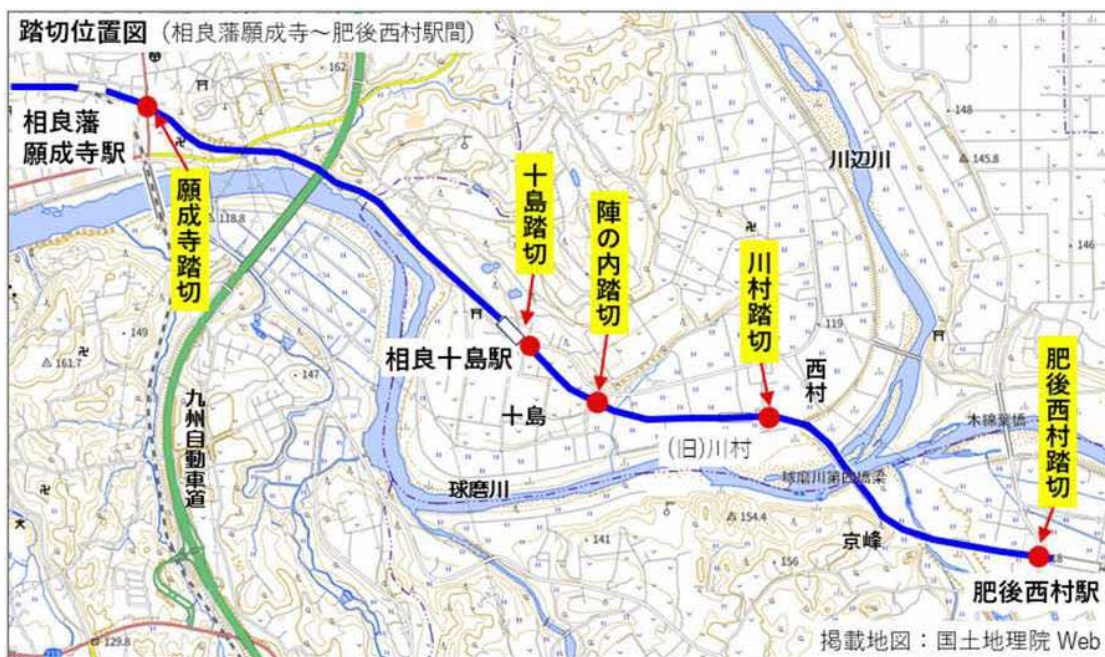 踏切位置図 (相良藩願成寺～肥後西村駅間)
162
相良藩
願成寺駅
願成寺踏切
118.8
十島踏切
陣の内踏切
川村踏切
肥後西村踏切
川辺川
148
145.8
146
149
161.7
147
119
九州自動車道
相良十島駅
十島
西村
(旧)川村
木綿葉橋
球磨川第四橋梁
球磨川
154.4
141
156
京峰
肥後西村駅
129.8
掲載地図：国土地理院 Web